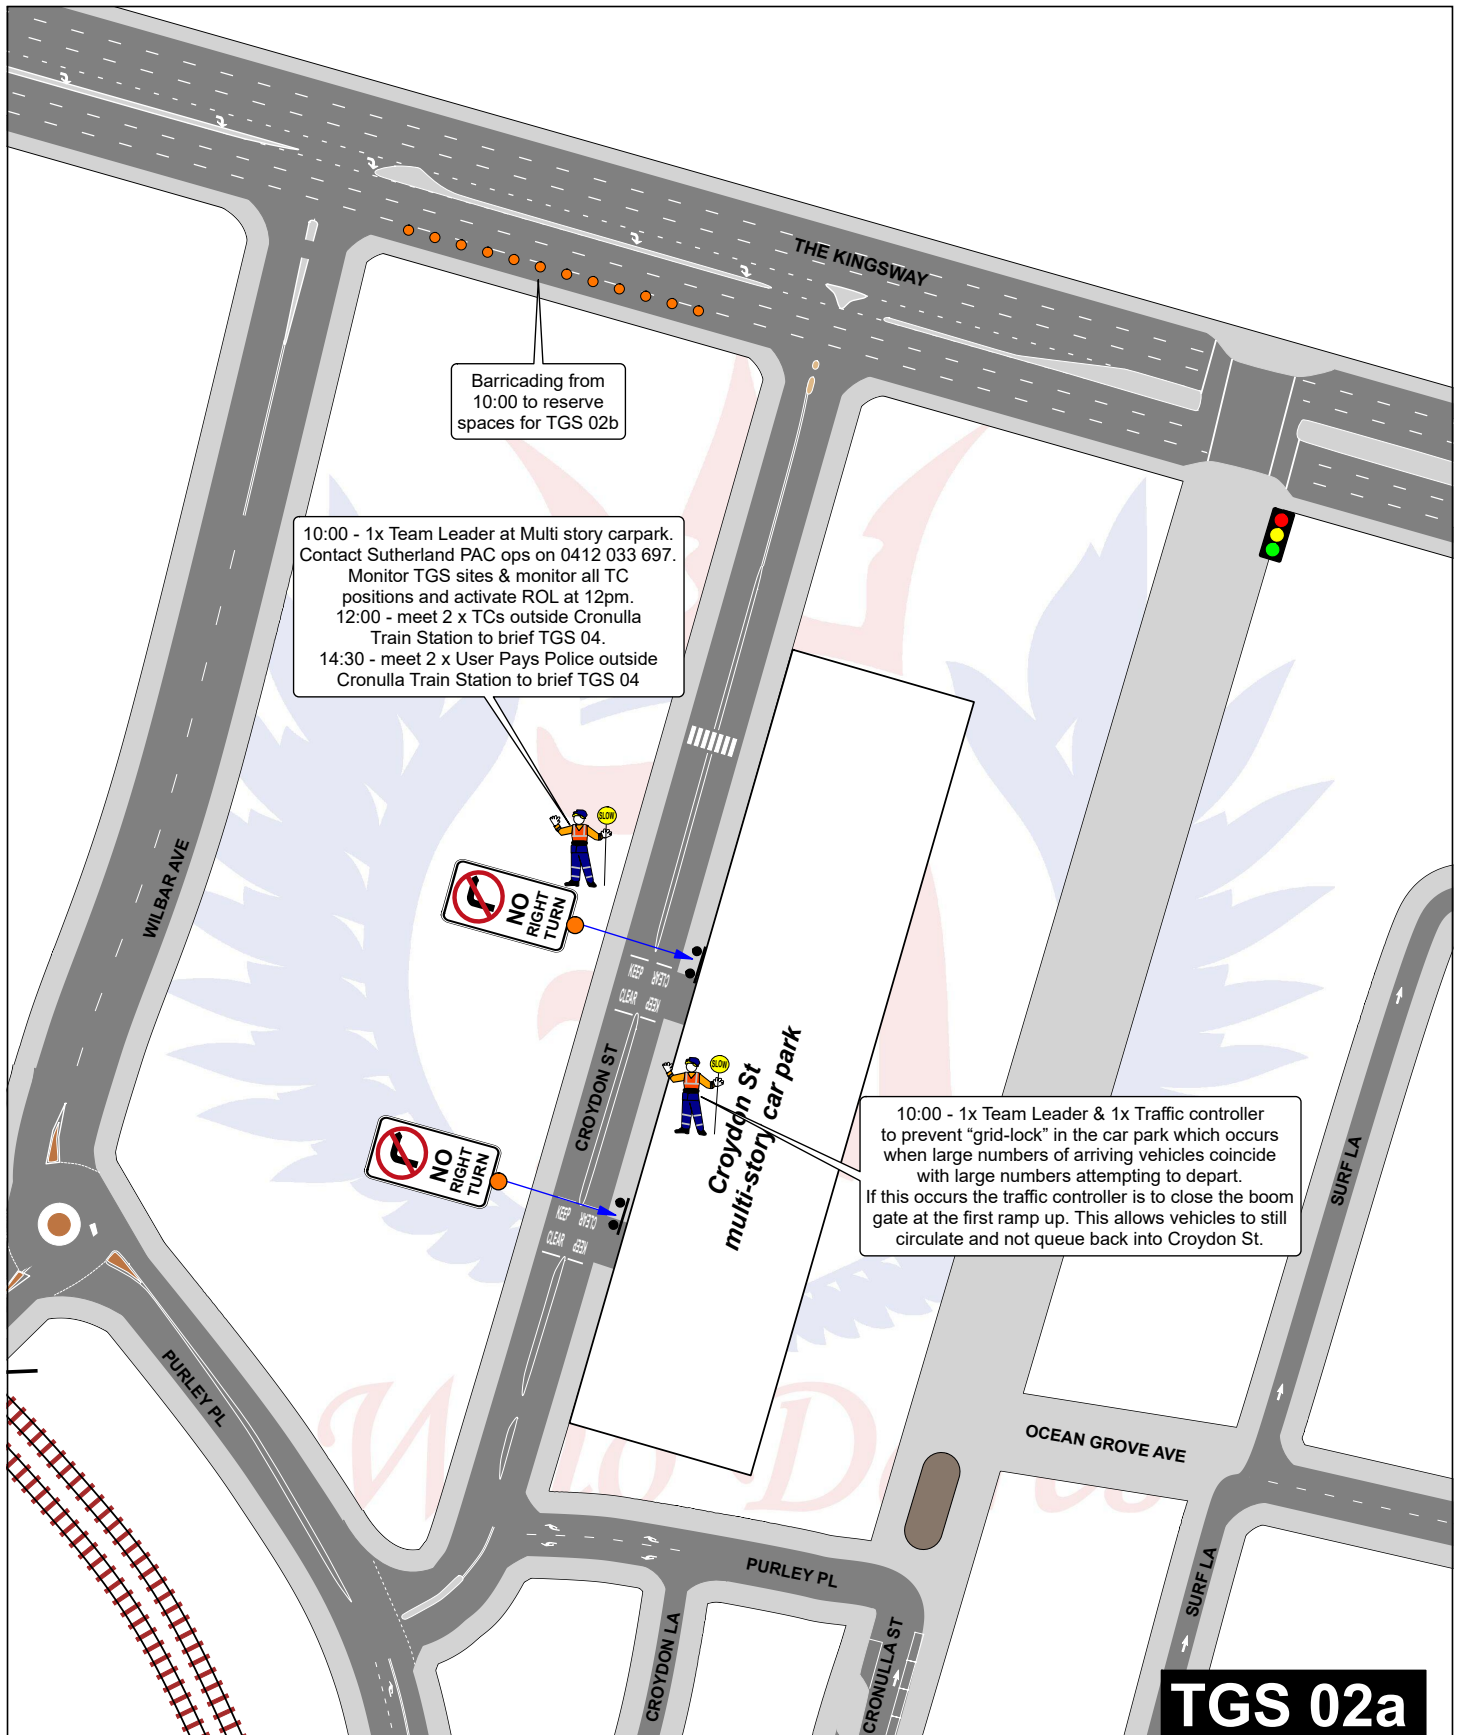 THE KINGSWAY
Barricading from
10:00 to reserve
spaces for TGS 02b
10:00 - 1x Team Leader at Multi story carpark.
Contact Sutherland PAC ops on 0412 033 697.
Monitor TGS sites & monitor all TC
positions and activate ROL at 12pm.
12:00 - meet 2 x TCs outside Cronulla
Train Station to brief TGS 04.
14:30 - meet 2 x User Pays Police outside
Cronulla Train Station to brief TGS 04
SLOW
WILBAR AVE
NO
RIGHT
TURN
KEEP
CLEAR
CLEAR
KEEP
CROYDON ST
SLOW
Croydon St
multi-story car park
10:00 - 1x Team Leader & 1x Traffic controller
to prevent “grid-lock” in the car park which occurs
when large numbers of arriving vehicles coincide
with large numbers attempting to depart.
If this occurs the traffic controller is to close the boom
gate at the first ramp up. This allows vehicles to still
circulate and not queue back into Croydon St.
NO
RIGHT
TURN
KEEP
CLEAR
CLEAR
KEEP
SURF LA
PURLEY PL
OCEAN GROVE AVE
PURLEY PL
SURF LA
CROYDON LA
CRONULLA ST
TGS 02a